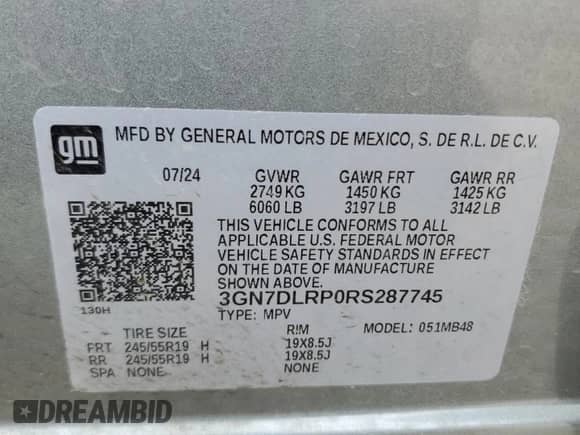 gm
MFD BY GENERAL MOTORS DE MEXICO, S. DE R.L. DE C.V.
07/24 GVWR GAWR FRT GAWR RR
2749 KG 1450 KG 1425 KG
6060 LB 3197 LB 3142 LB
THIS VEHICLE CONFORMS TO ALL
APPLICABLE U.S. FEDERAL MOTOR
VEHICLE SAFETY STANDARDS IN EFFECT
ON THE DATE OF MANUFACTURE
SHOWN ABOVE.
3GN7DLRP0RS287745
130H
TYPE: MPV MODEL: 051MB48
TIRE SIZE RIM
FRT 245/55R19 H 19X8.5J
RR 245/55R19 H 19X8.5J
SPA NONE NONE
DREAMBID